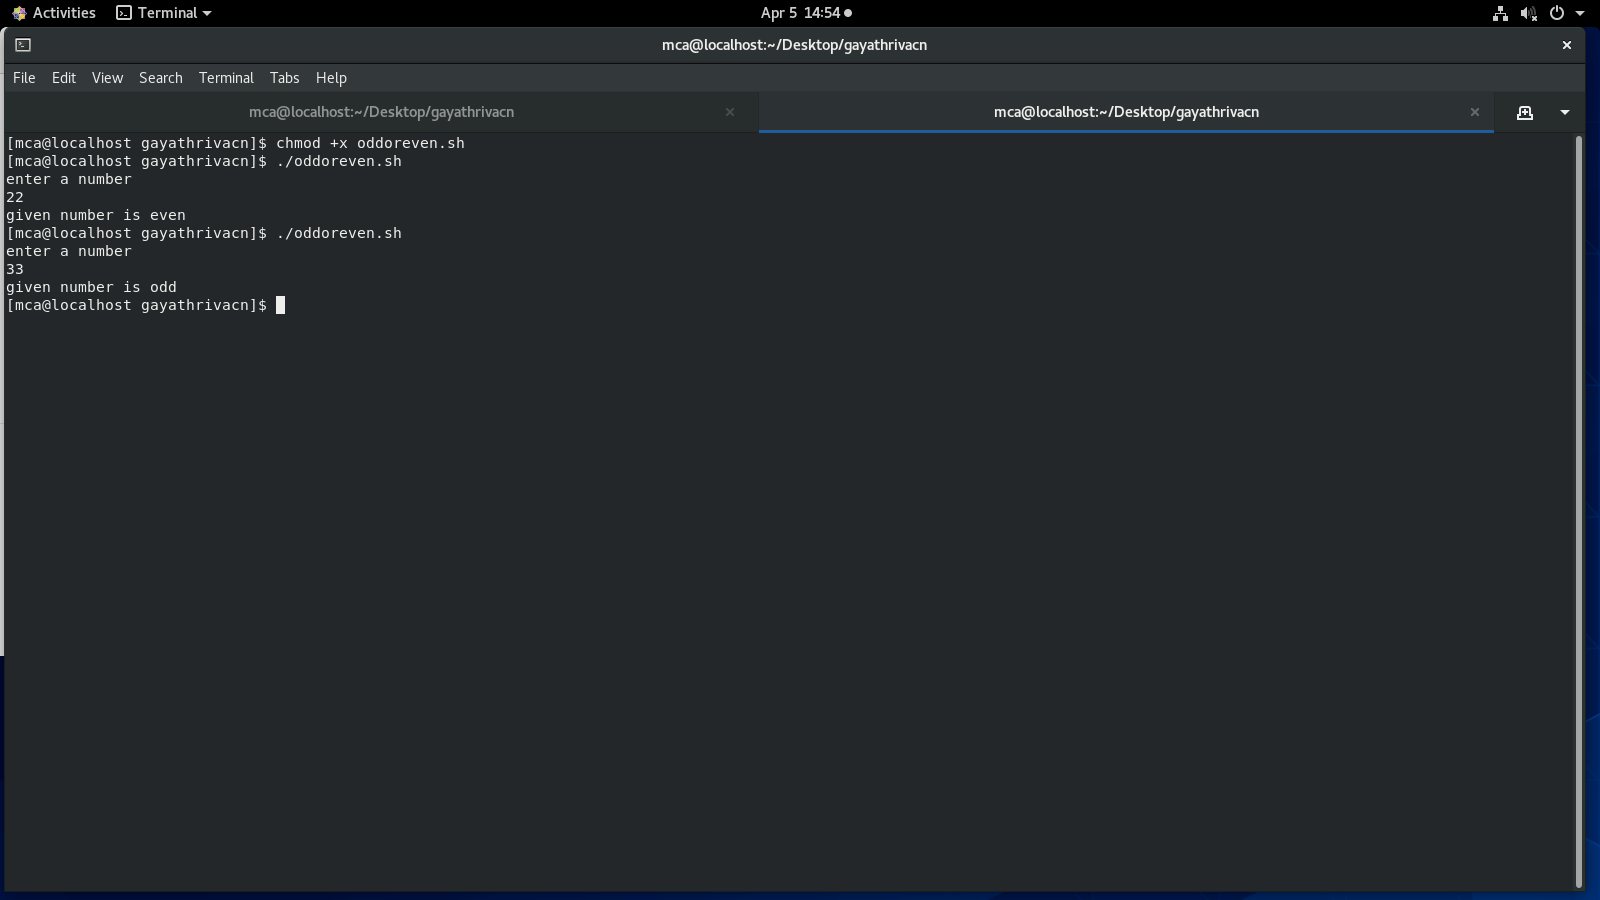 Activities Terminal Apr 5 14:54
mca@localhost:~/Desktop/gayathrivacn
File Edit View Search Terminal Tabs Help
mca@localhost:~/Desktop/gayathrivacn mca@localhost:~/Desktop/gayathrivacn
[mca@localhost gayathrivacn]$ chmod +x oddoreven.sh
[mca@localhost gayathrivacn]$ ./oddoreven.sh
enter a number
22
given number is even
[mca@localhost gayathrivacn]$ ./oddoreven.sh
enter a number
33
given number is odd
[mca@localhost gayathrivacn]$